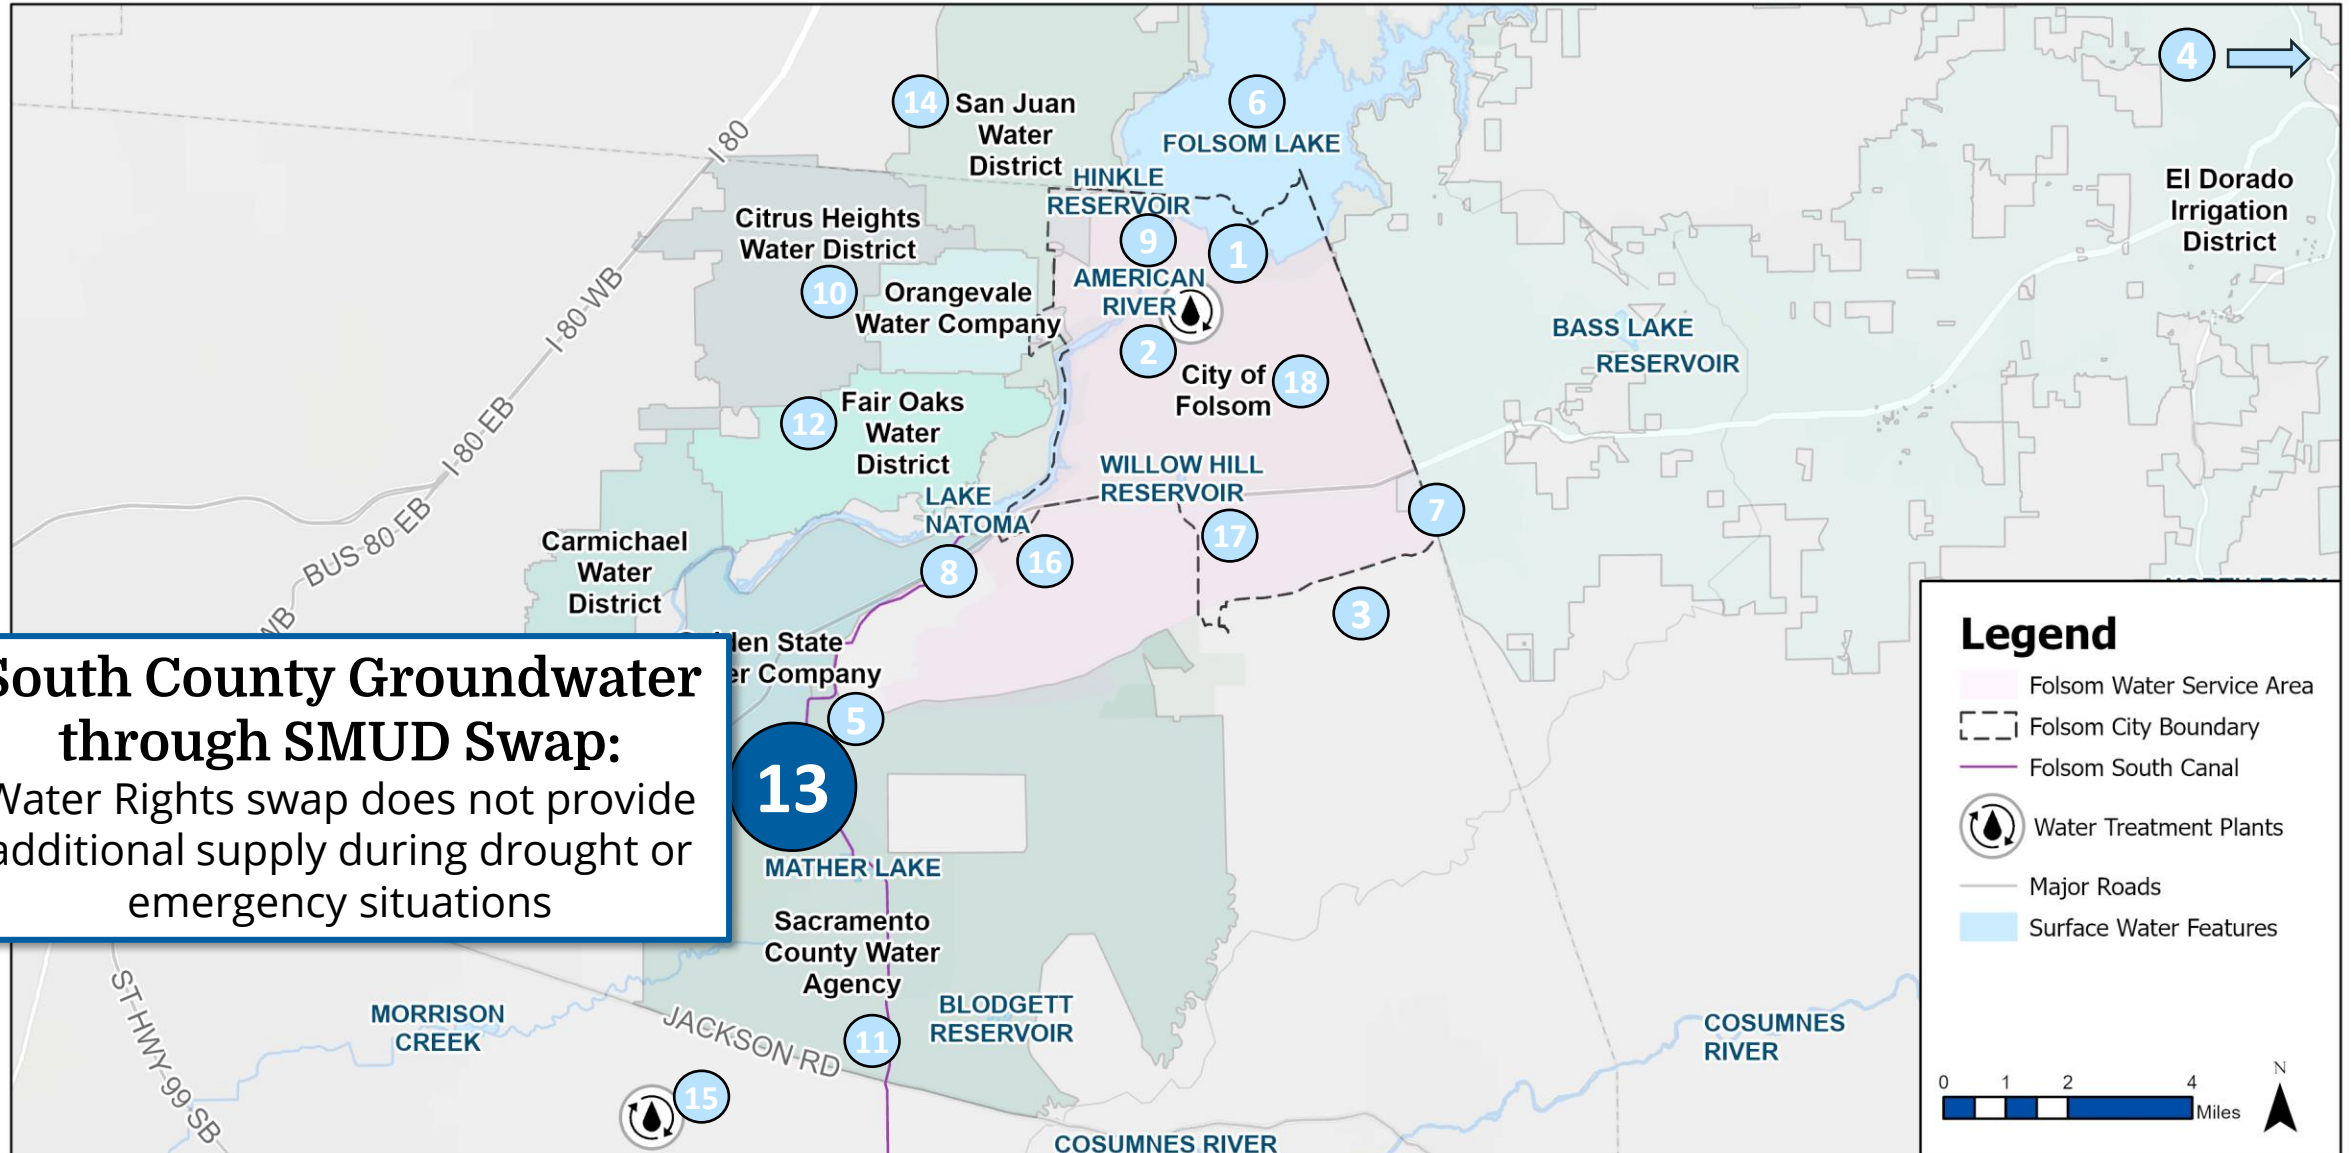 4
14
San Juan
Water
District
6
FOLSOM LAKE
I 80
HINKLE
RESERVOIR
El Dorado
Irrigation
District
Citrus Heights
Water District
9
1
10
Orangevale
Water Company
AMERICAN
RIVER
I-80-WB
BASS LAKE
RESERVOIR
2
City of
Folsom
18
12
Fair Oaks
Water
District
I-80-EB
WILLOW HILL
RESERVOIR
LAKE
NATOMA
7
17
BUS 80-EB
Carmichael
Water
District
8
16
3
WB
den State
er Company
5
South County Groundwater
through SMUD Swap:
Water Rights swap does not provide
additional supply during drought or
emergency situations
13
MATHER LAKE
Sacramento
County Water
Agency
ST HWY-99 SB
MORRISON
CREEK
JACKSON RD
11
BLODGETT
RESERVOIR
15
COSUMNES
RIVER
COSUMNES RIVER
Legend
Folsom Water Service Area
Folsom City Boundary
Folsom South Canal
Water Treatment Plants
Major Roads
Surface Water Features
0 1 2 4
Miles
N